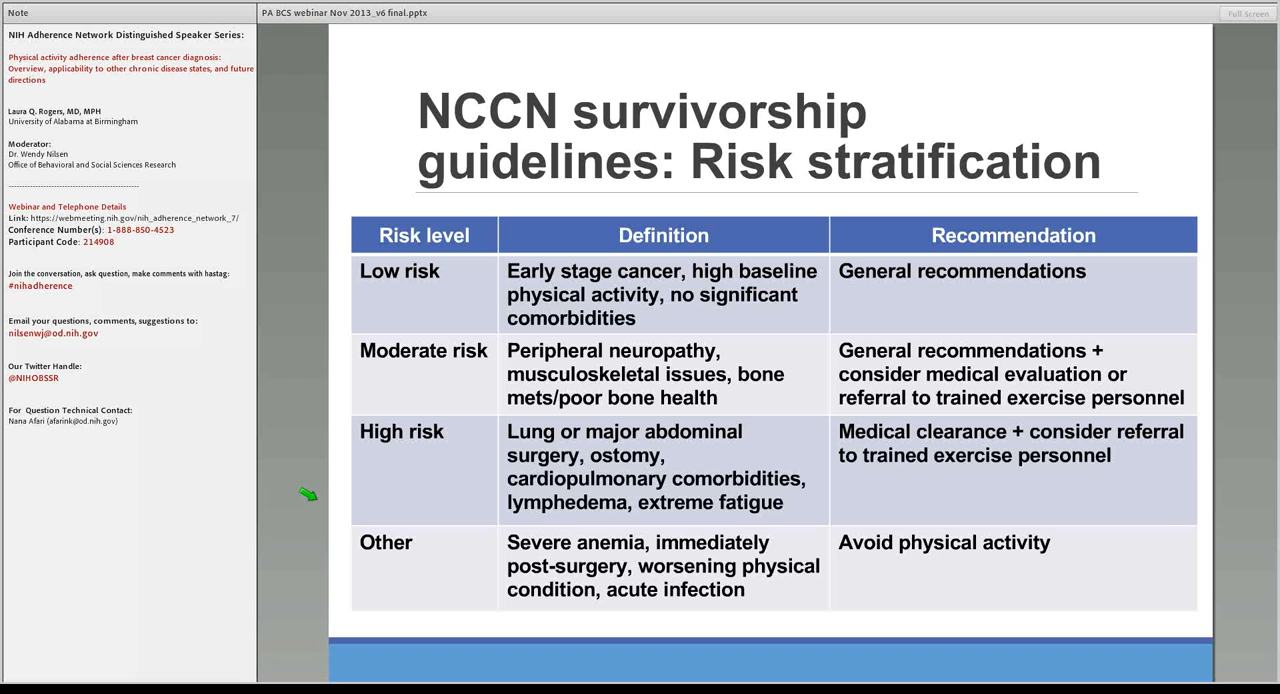 Note
NIH Adherence Network Distinguished Speaker Series:
Physical activity adherence after breast cancer diagnosis:
Overview, applicability to other chronic disease states, and future
directions
Laura Q. Rogers, MD, MPH
University of Alabama at Birmingham
Moderator:
Dr. Wendy Nilsen
Office of Behavioral and Social Sciences Research
------------------------------------------------
Webinar and Telephone Details
Link: https://webmeeting.nih.gov/nih_adherence_network_7/
Conference Number(s): 1-888-850-4523
Participant Code: 214908
Join the conversation, ask question, make comments with hastag:
#nihadherence
Email your questions, comments, suggestions to:
nilsenwj@od.nih.gov
Our Twitter Handle:
@NIHOBSSR
For Question Technical Contact:
Nana Afari (afarink@od.nih.gov)
PA BCS webinar Nov 2013_v6 final.pptx
Full Screen
NCCN survivorship
guidelines: Risk stratification
Risk level
Definition
Recommendation
Low risk
Early stage cancer, high baseline
physical activity, no significant
comorbidities
General recommendations
Moderate risk
Peripheral neuropathy,
musculoskeletal issues, bone
mets/poor bone health
General recommendations +
consider medical evaluation or
referral to trained exercise personnel
High risk
Lung or major abdominal
surgery, ostomy,
cardiopulmonary comorbidities,
lymphedema, extreme fatigue
Medical clearance + consider referral
to trained exercise personnel
Other
Severe anemia, immediately
post-surgery, worsening physical
condition, acute infection
Avoid physical activity